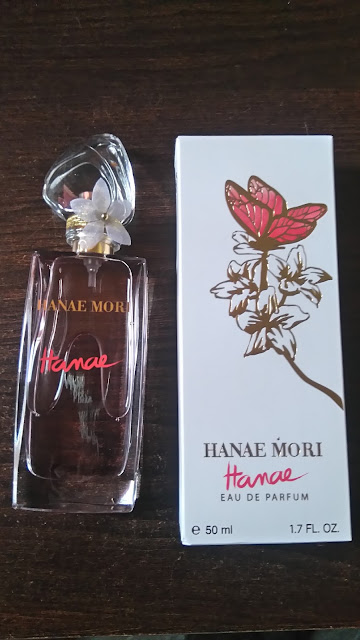 HANAE MORI
Hanae
HANAE MORI
Hanae
EAU DE PARFUM
e 50 ml 1.7 FL. OZ.